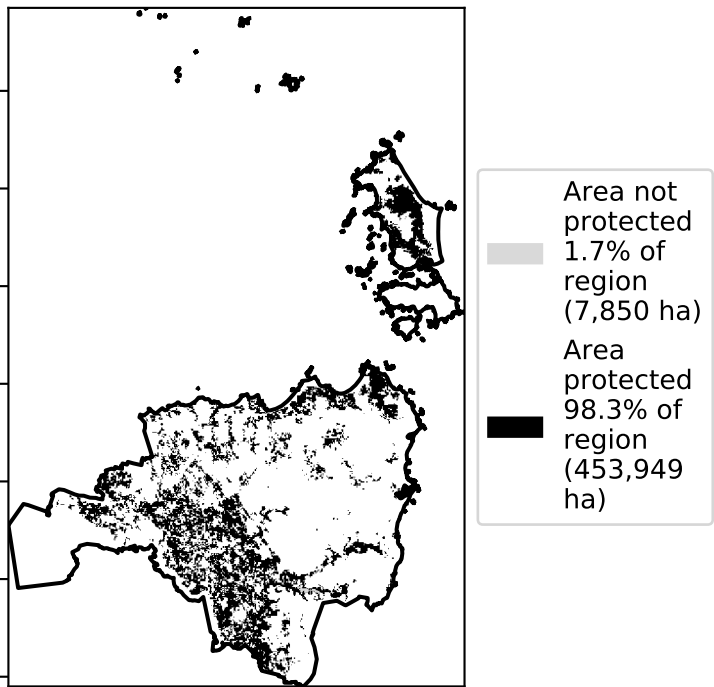 Area not
protected
1.7% of
region
(7,850 ha)
Area
protected
98.3% of
region
(453,949
ha)